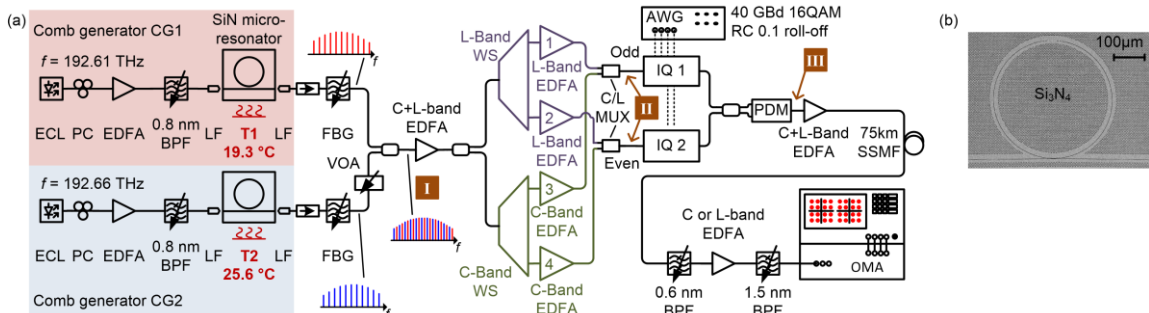 (a)
Comb generator CG1
SiN micro-
resonator
f = 192.61 THz
ECL PC EDFA 0.8 nm BPF LF T1 LF
19.3 °C
FBG
f
VOA
C+L-band
EDFA
I
f
Comb generator CG2
f = 192.66 THz
ECL PC EDFA 0.8 nm BPF LF T2 LF
25.6 °C
FBG
f
L-Band
WS
1
L-Band
EDFA
2
L-Band
EDFA
C-Band
WS
3
C-Band
EDFA
4
C-Band
EDFA
Odd
C/L
MUX
Even
II
AWG
40 GBd 16QAM
RC 0.1 roll-off
IQ 1
IQ 2
PDM
III
C+L-Band
EDFA
75km
SSMF
0.6 nm
BPF
C or L-band
EDFA
1.5 nm
BPF
OMA
(b)
100μm
Si3N4